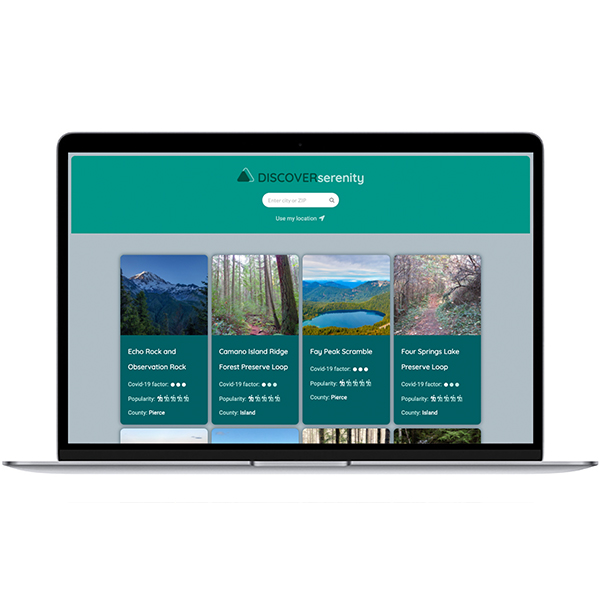 DISCOVERserenity
Enter city or ZIP
Use my location
Echo Rock and
Observation Rock
Covid-19 factor:
Popularity:
County: Pierce
Camano Island Ridge
Forest Preserve Loop
Covid-19 factor:
Popularity:
County: Island
Fay Peak Scramble
Covid-19 factor:
Popularity:
County: Pierce
Four Springs Lake
Preserve Loop
Covid-19 factor:
Popularity:
County: Island